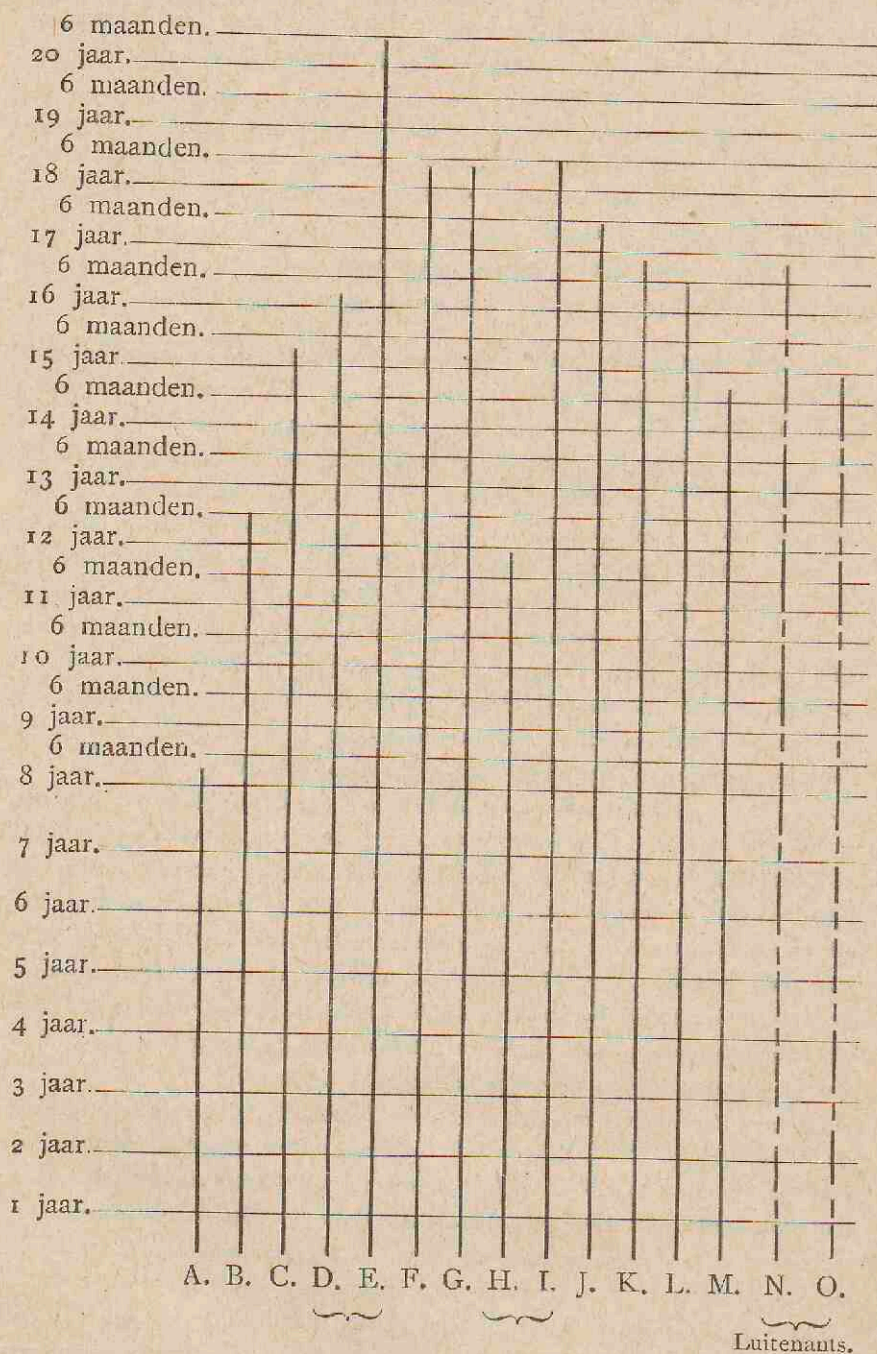 6 maanden.
20 jaar.
6 maanden.
19 jaar.
6 maanden.
18 jaar.
6 maanden.
17 jaar.
6 maanden.
16 jaar.
6 maanden.
15 jaar
6 maanden.
14 jaar.
6 maanden.
13 jaar.
6 maanden.
12 jaar.
6 maanden.
11 jaar.
6 maanden.
10 jaar.
6 maanden.
9 jaar.
6 maanden.
8 jaar.
7 jaar.
6 jaar.
5 jaar.
4 jaar.
3 jaar.
2 jaar.
1 jaar.
A. B. C. D. E. F. G. H. I. J. K. L. M. N. O.
Luitenants.